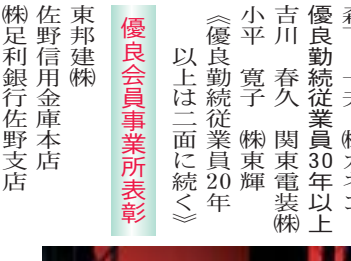 優良勤続従業員30年以上
吉川　春久　関東電装㈱
小平　寛子　㈱東輝
《優良勤続従業員20年
以上は二面に続く》
優良会員事業所表彰
東邦建㈱
佐野信用金庫本店
㈱足利銀行佐野支店